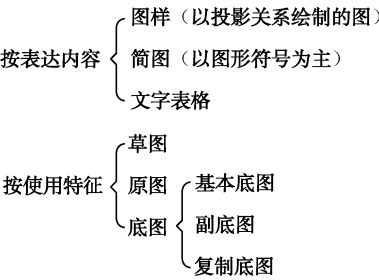 按表达内容
图样（以投影关系绘制的图）
简图（以图形符号为主）
文字表格
按使用特征
草图
原图
底图
基本底图
副底图
复制底图